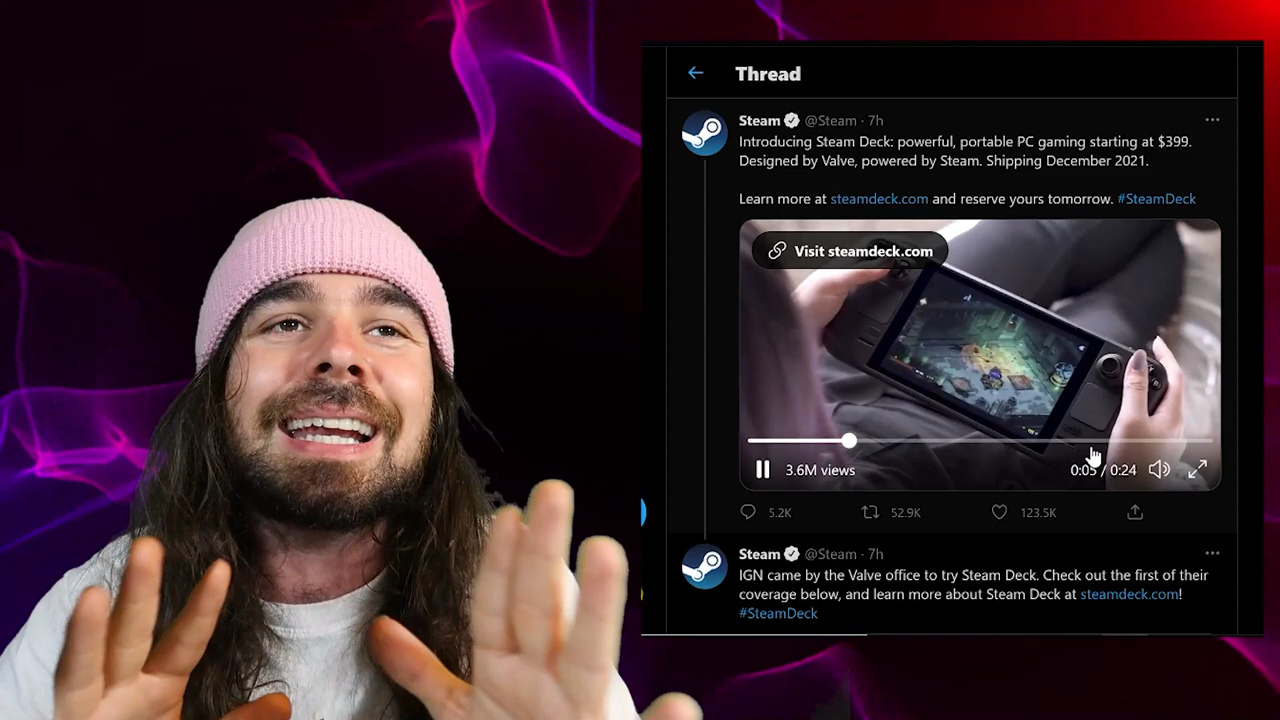 Thread
Steam @Steam · 7h
Introducing Steam Deck: powerful, portable PC gaming starting at $399.
Designed by Valve, powered by Steam. Shipping December 2021.
Learn more at steamdeck.com and reserve yours tomorrow. #SteamDeck
Visit steamdeck.com
3.6M views
0:05 / 0:24
5.2K
52.9K
123.5K
Steam @Steam · 7h
IGN came by the Valve office to try Steam Deck. Check out the first of their
coverage below, and learn more about Steam Deck at steamdeck.com!
#SteamDeck